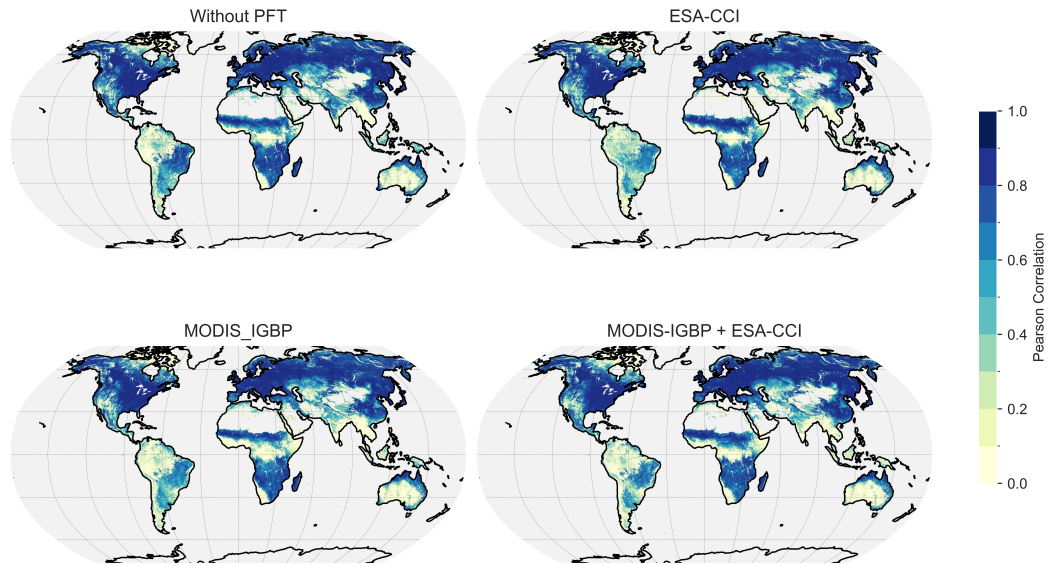 Without PFT
ESA-CCI
MODIS_IGBP
MODIS-IGBP + ESA-CCI
1.0
0.8
0.6
0.4
0.2
0.0
Pearson Correlation